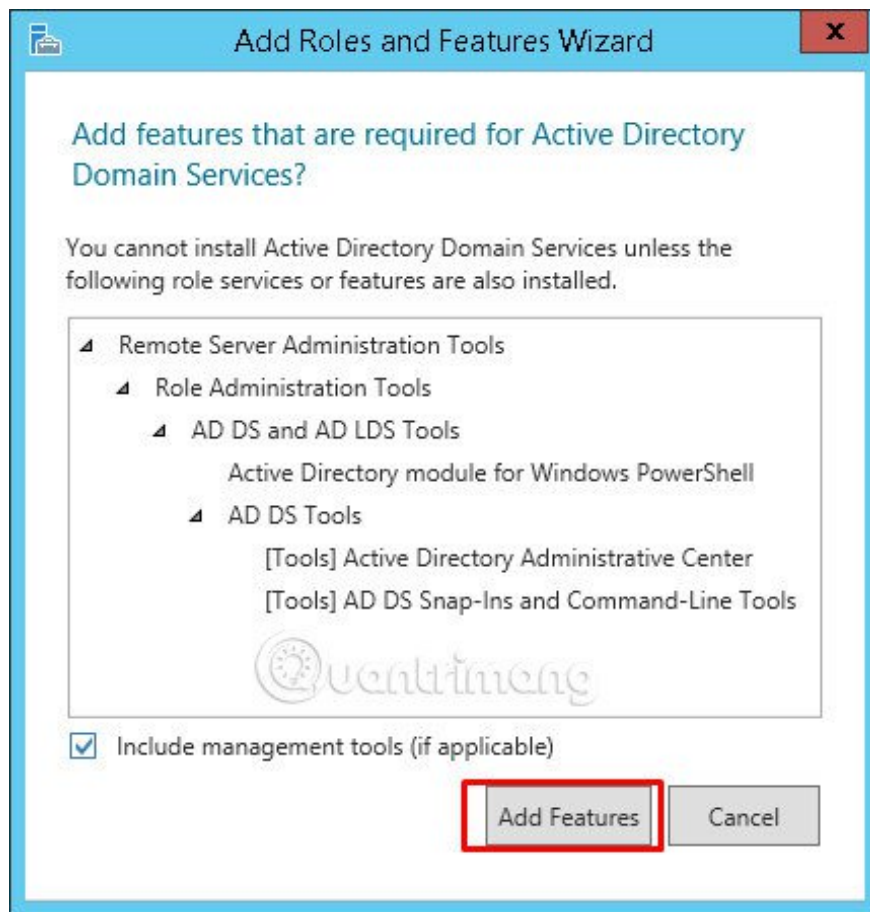 Add Roles and Features Wizard
x
Add features that are required for Active Directory
Domain Services?
You cannot install Active Directory Domain Services unless the
following role services or features are also installed.
Remote Server Administration Tools
Role Administration Tools
AD DS and AD LDS Tools
Active Directory module for Windows PowerShell
AD DS Tools
[Tools] Active Directory Administrative Center
[Tools] AD DS Snap-Ins and Command-Line Tools
Quantrimang
Include management tools (if applicable)
Add Features
Cancel